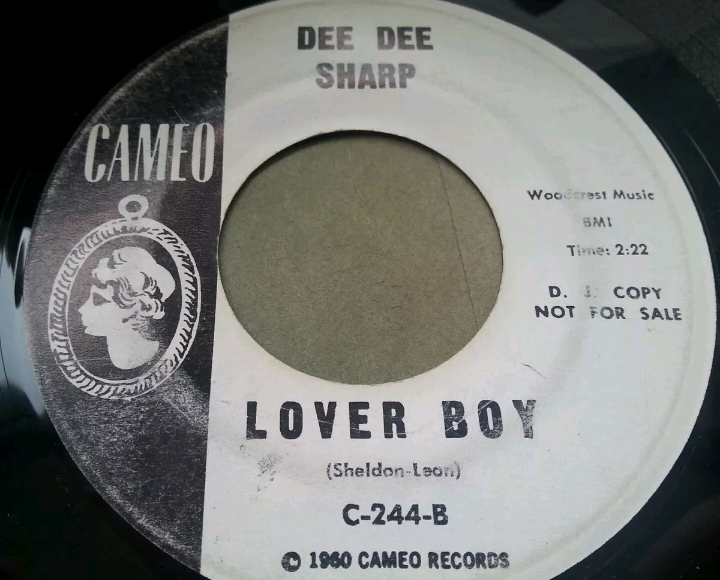 DEE DEE
SHARP
CAMEO
Woodcrest Music
BMI
Time: 2:22
D. J. COPY
NOT FOR SALE
LOVER BOY
(Sheldon-Leon)
C-244-B
© 1960 CAMEO RECORDS